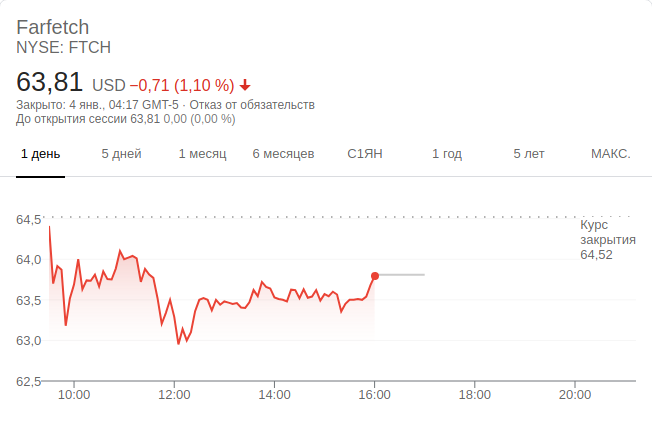 Farfetch
NYSE: FTCH
63,81 USD −0,71 (1,10 %)
Закрыто: 4 янв., 04:17 GMT-5 · Отказ от обязательств
До открытия сессии 63,81 0,00 (0,00 %)
1 день 5 дней 1 месяц 6 месяцев С1ЯН 1 год 5 лет МАКС.
64,5
Курс
закрытия
64,52
64,0
63,5
63,0
62,5
10:00 12:00 14:00 16:00 18:00 20:00